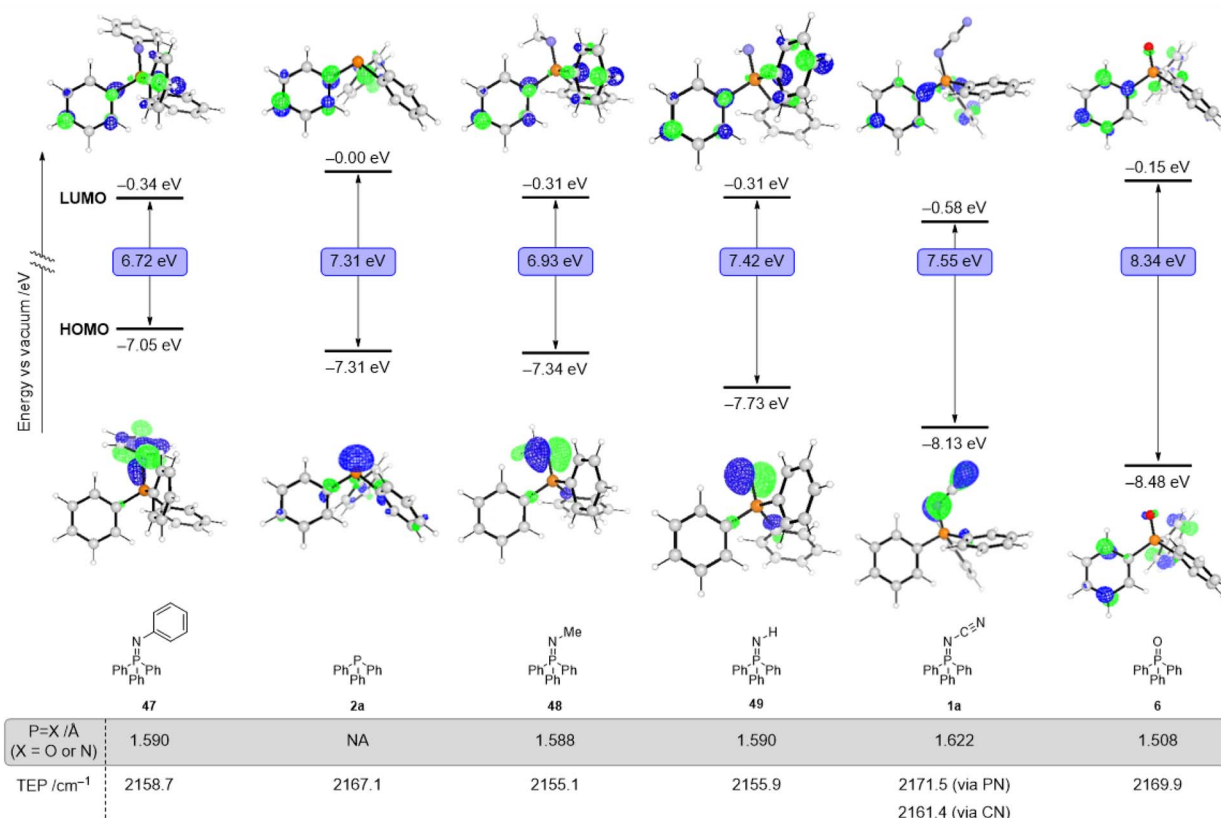 –0.34 eV
–0.00 eV
–0.31 eV
–0.31 eV
–0.58 eV
–0.15 eV
LUMO
6.72 eV
7.31 eV
6.93 eV
7.42 eV
7.55 eV
8.34 eV
Energy vs vacuum /eV
HOMO
–7.05 eV
–7.31 eV
–7.34 eV
–7.73 eV
–8.13 eV
–8.48 eV
N
Ph P Ph
Ph
Ph P Ph
Ph
N Me
Ph P Ph
Ph
N H
Ph P Ph
Ph
N C N
Ph P Ph
Ph
O
Ph P Ph
Ph
47 2a 48 49 1a 6
P=X /Å 1.590 NA 1.588 1.590 1.622 1.508
(X = O or N)
TEP /cm⁻¹ 2158.7 2167.1 2155.1 2155.9 2171.5 (via PN) 2169.9
2161.4 (via CN)